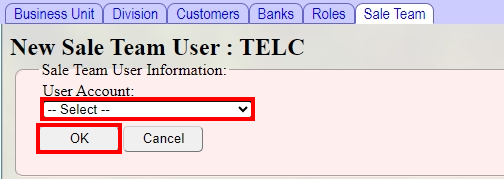 Business Unit Division Customers Banks Roles Sale Team
New Sale Team User : TELC
Sale Team User Information:
User Account:
-- Select --
OK Cancel